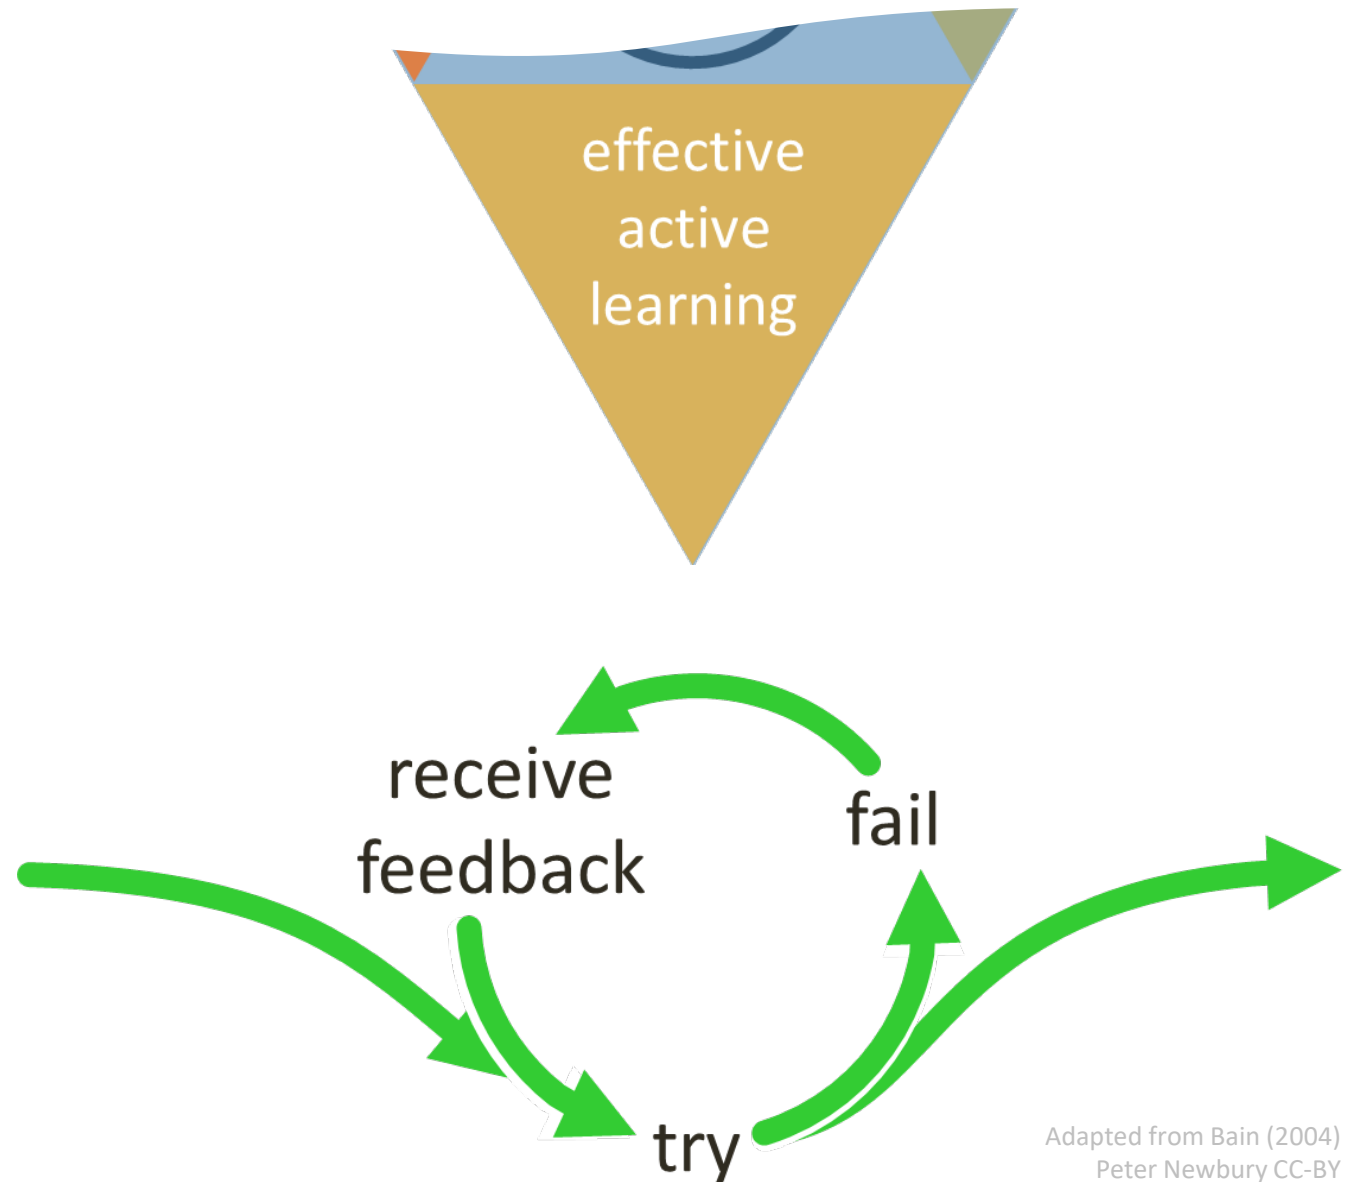 effective
active
learning
receive
feedback
fail
try
Adapted from Bain (2004)
Peter Newbury CC-BY